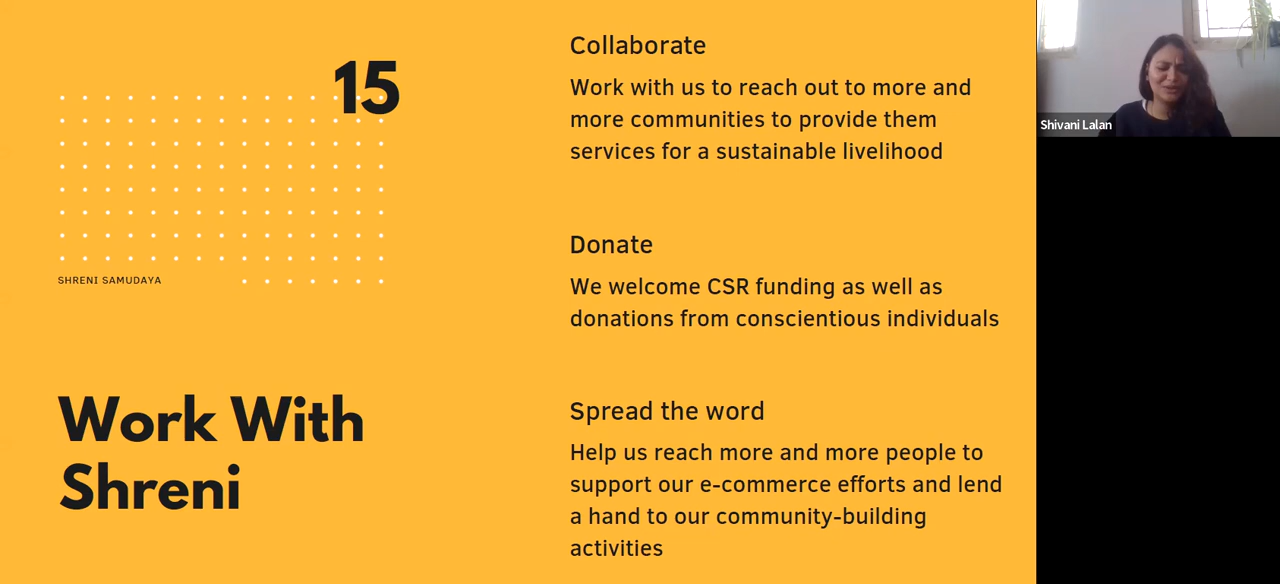 15
SHRENI SAMUDAYA
Work With
Shreni
Collaborate
Work with us to reach out to more and
more communities to provide them
services for a sustainable livelihood
Donate
We welcome CSR funding as well as
donations from conscientious individuals
Spread the word
Help us reach more and more people to
support our e-commerce efforts and lend
a hand to our community-building
activities
Shivani Lalan